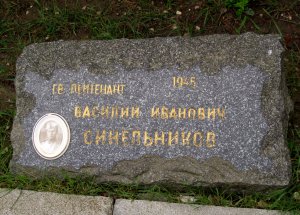 ГВ. ЛЕЙТЕНАНТ 1945
ВАСИЛИЙ ИВАНОВИЧ
СИНЕЛЬНИКОВ